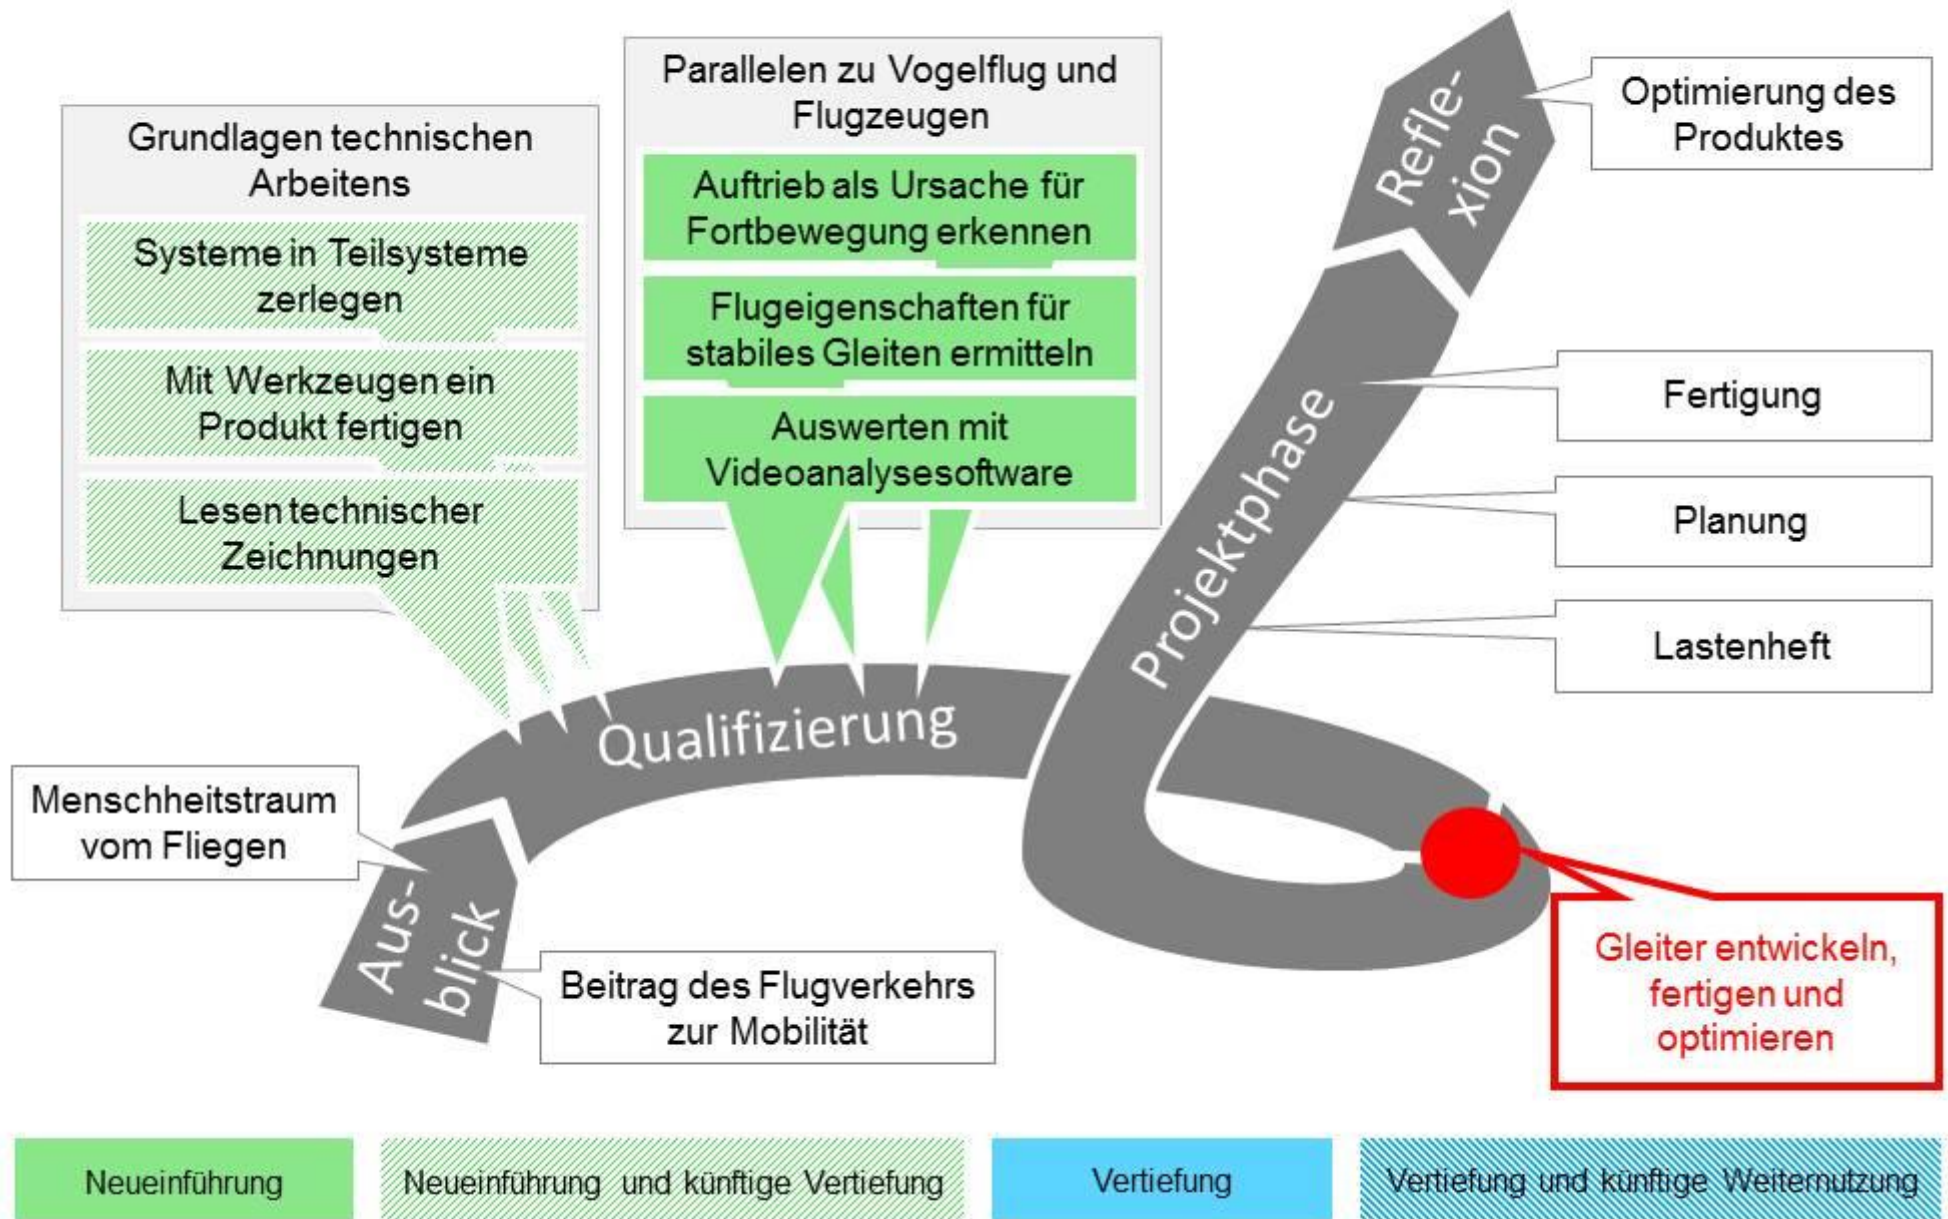 Parallelen zu Vogelflug und
Flugzeugen
Auftrieb als Ursache für
Fortbewegung erkennen
Flugeigenschaften für
stabiles Gleiten ermitteln
Auswerten mit
Videoanalysesoftware
Grundlagen technischen
Arbeitens
Systeme in Teilsysteme
zerlegen
Mit Werkzeugen ein
Produkt fertigen
Lesen technischer
Zeichnungen
Refle-
xion
Optimierung des
Produktes
Fertigung
Planung
Lastenheft
Projektphase
Qualifizierung
Menschheitstraum
vom Fliegen
Aus-
blick
Beitrag des Flugverkehrs
zur Mobilität
Gleiter entwickeln,
fertigen und
optimieren
Neueinführung
Neueinführung und künftige Vertiefung
Vertiefung
Vertiefung und künftige Weiternutzung